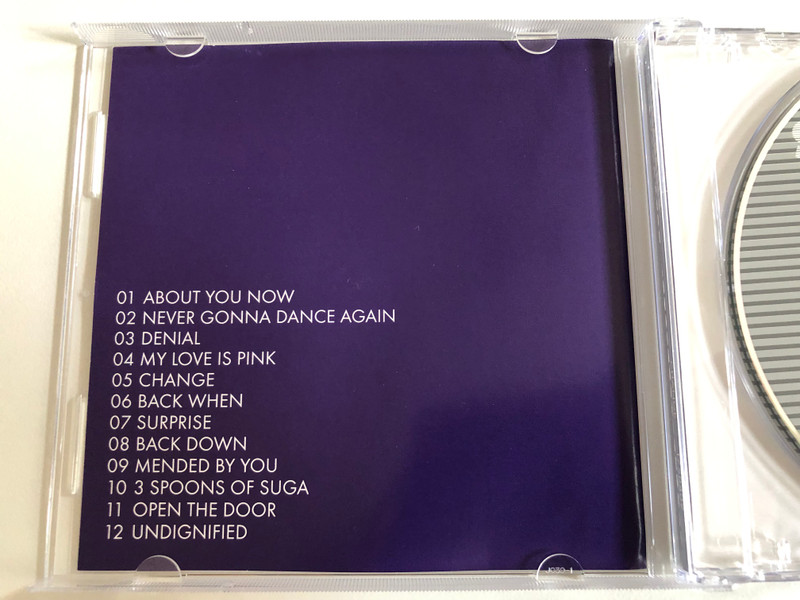 01 ABOUT YOU NOW
02 NEVER GONNA DANCE AGAIN
03 DENIAL
04 MY LOVE IS PINK
05 CHANGE
06 BACK WHEN
07 SURPRISE
08 BACK DOWN
09 MENDED BY YOU
10 3 SPOONS OF SUGA
11 OPEN THE DOOR
12 UNDIGNIFIED